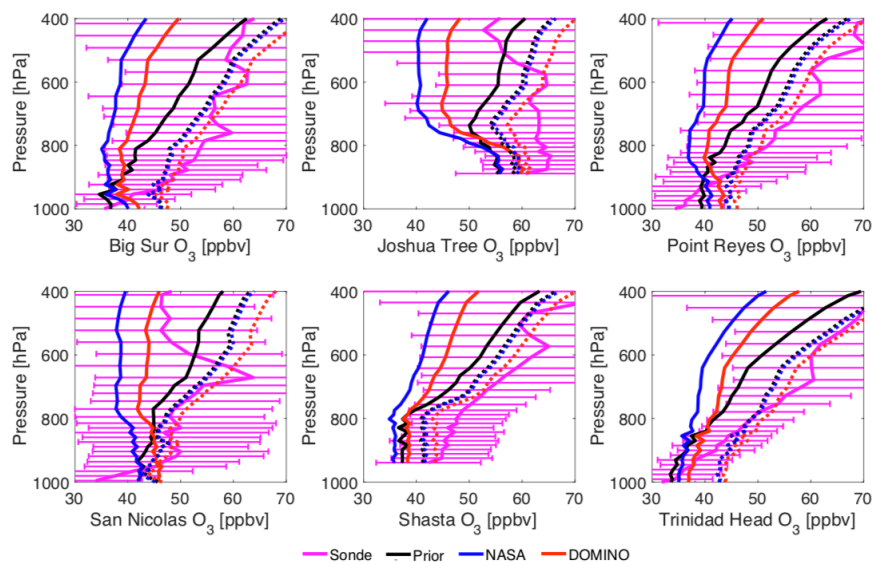 400
600
800
1000
Pressure [hPa]
30 40 50 60 70
Big Sur O3 [ppbv]
400
600
800
1000
Pressure [hPa]
30 40 50 60 70
Joshua Tree O3 [ppbv]
400
600
800
1000
Pressure [hPa]
30 40 50 60 70
Point Reyes O3 [ppbv]
400
600
800
1000
Pressure [hPa]
30 40 50 60 70
San Nicolas O3 [ppbv]
400
600
800
1000
Pressure [hPa]
30 40 50 60 70
Shasta O3 [ppbv]
400
600
800
1000
Pressure [hPa]
30 40 50 60 70
Trinidad Head O3 [ppbv]
Sonde Prior NASA DOMINO